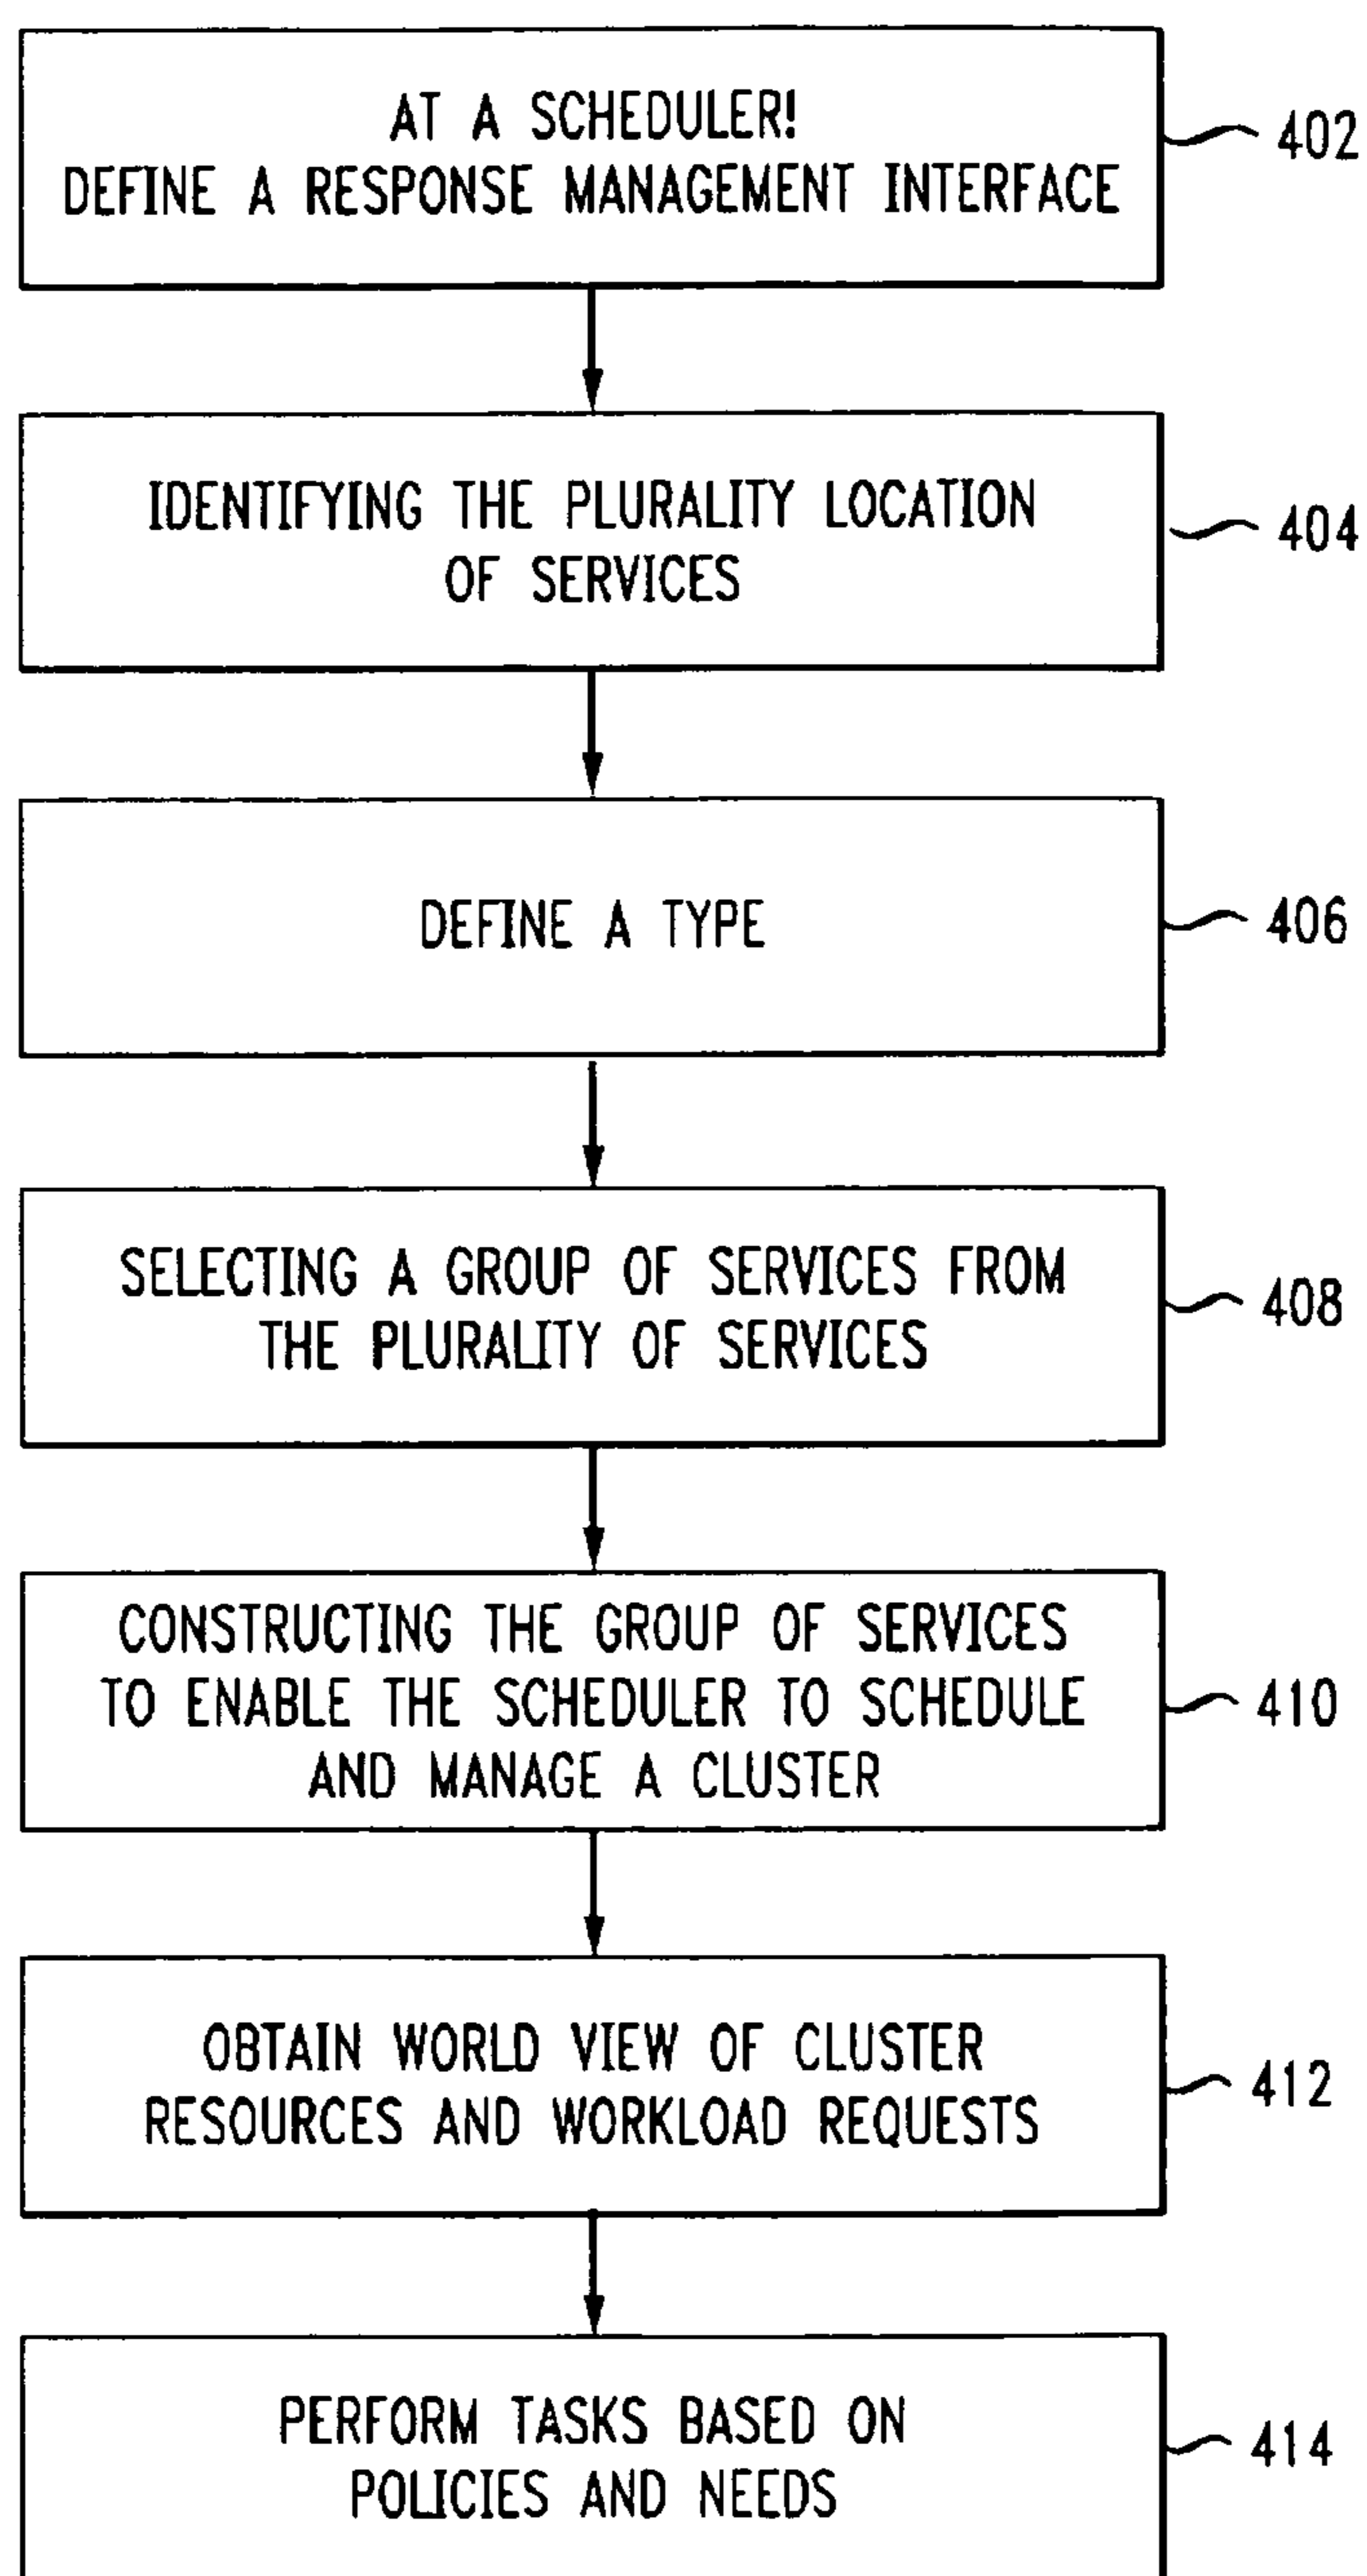 AT A SCHEDULER!
DEFINE A RESPONSE MANAGEMENT INTERFACE
402
IDENTIFYING THE PLURALITY LOCATION
OF SERVICES
404
DEFINE A TYPE
406
SELECTING A GROUP OF SERVICES FROM
THE PLURALITY OF SERVICES
408
CONSTRUCTING THE GROUP OF SERVICES
TO ENABLE THE SCHEDULER TO SCHEDULE
AND MANAGE A CLUSTER
410
OBTAIN WORLD VIEW OF CLUSTER
RESOURCES AND WORKLOAD REQUESTS
412
PERFORM TASKS BASED ON
POLICIES AND NEEDS
414